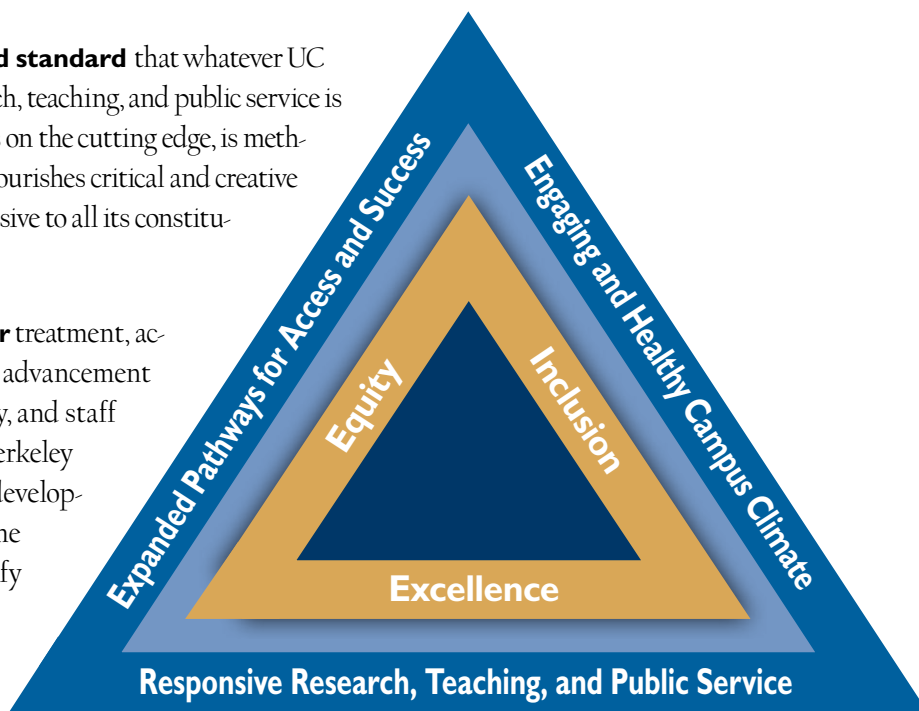 d standard that whatever UC
ch, teaching, and public service is
on the cutting edge, is meth-
ourishes critical and creative
sive to all its constitu-
r treatment, ac-
advancement
y, and staff
erkeley
develop-
ne
fy
Expanded Pathways for Access and Success
Engaging and Healthy Campus Climate
Equity
Inclusion
Excellence
Responsive Research, Teaching, and Public Service